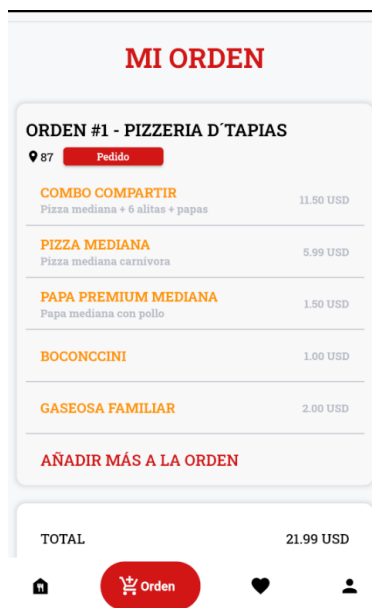 MI ORDEN
ORDEN #1 - PIZZERIA D´TAPIAS
87 Pedido
COMBO COMPARTIR 11.50 USD
Pizza mediana + 6 alitas + papas
PIZZA MEDIANA 5.99 USD
Pizza mediana carnívora
PAPA PREMIUM MEDIANA 1.50 USD
Papa mediana con pollo
BOCONCCINI 1.00 USD
GASEOSA FAMILIAR 2.00 USD
AÑADIR MÁS A LA ORDEN
TOTAL 21.99 USD
Orden